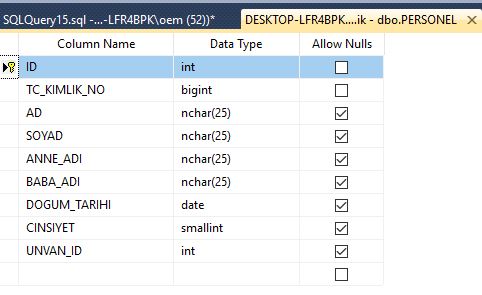 SQLQuery15.sql -...-LFR4BPK\oem (52))*
DESKTOP-LFR4BPK....ik - dbo.PERSONEL
Column Name Data Type Allow Nulls
ID int
TC_KIMLIK_NO bigint
AD nchar(25)
SOYAD nchar(25)
ANNE_ADI nchar(25)
BABA_ADI nchar(25)
DOGUM_TARIHI date
CINSIYET smallint
UNVAN_ID int